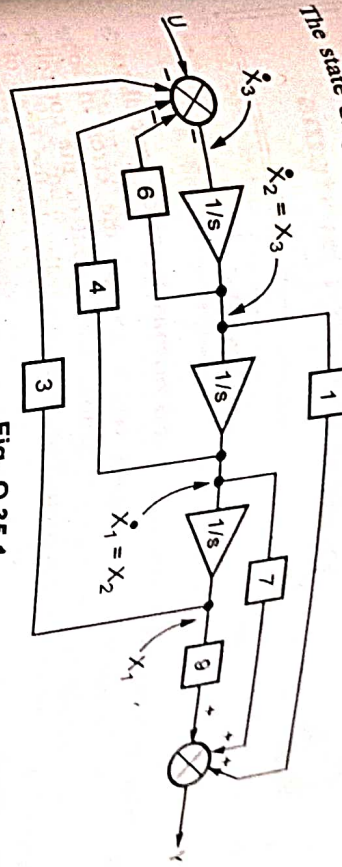 The state
U
Ẋ3
Ẋ2 = X3
1
1/s
1/s
1/s
6
4
3
7
Ẋ1 = X2
X1
9
+
+
+
−
−
−
Y